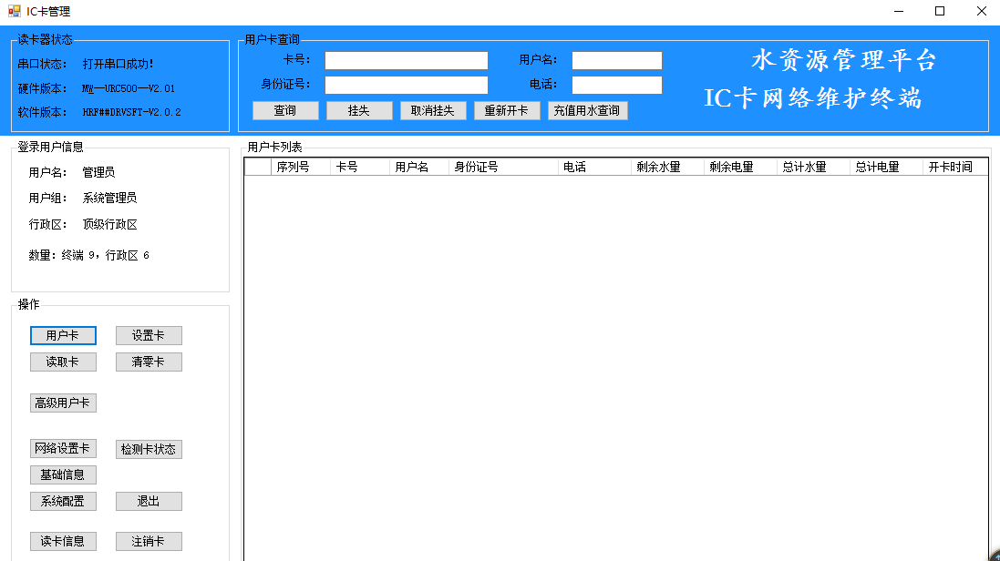 IC卡管理
读卡器状态
串口状态： 打开串口成功!
硬件版本： MW--URC500--V2.01
软件版本： HRF##DRVSFT-V2.0.2
用户卡查询
卡号： 用户名：
身份证号： 电话：
查询 挂失 取消挂失 重新开卡 充值用水查询
水资源管理平台
IC卡网络维护终端
登录用户信息
用户名： 管理员
用户组： 系统管理员
行政区： 顶级行政区
数量：终端 9，行政区 6
操作
用户卡 设置卡
读取卡 清零卡
高级用户卡
网络设置卡 检测卡状态
基础信息
系统配置 退出
读卡信息 注销卡
用户卡列表
序列号 卡号 用户名 身份证号 电话 剩余水量 剩余电量 总计水量 总计电量 开卡时间